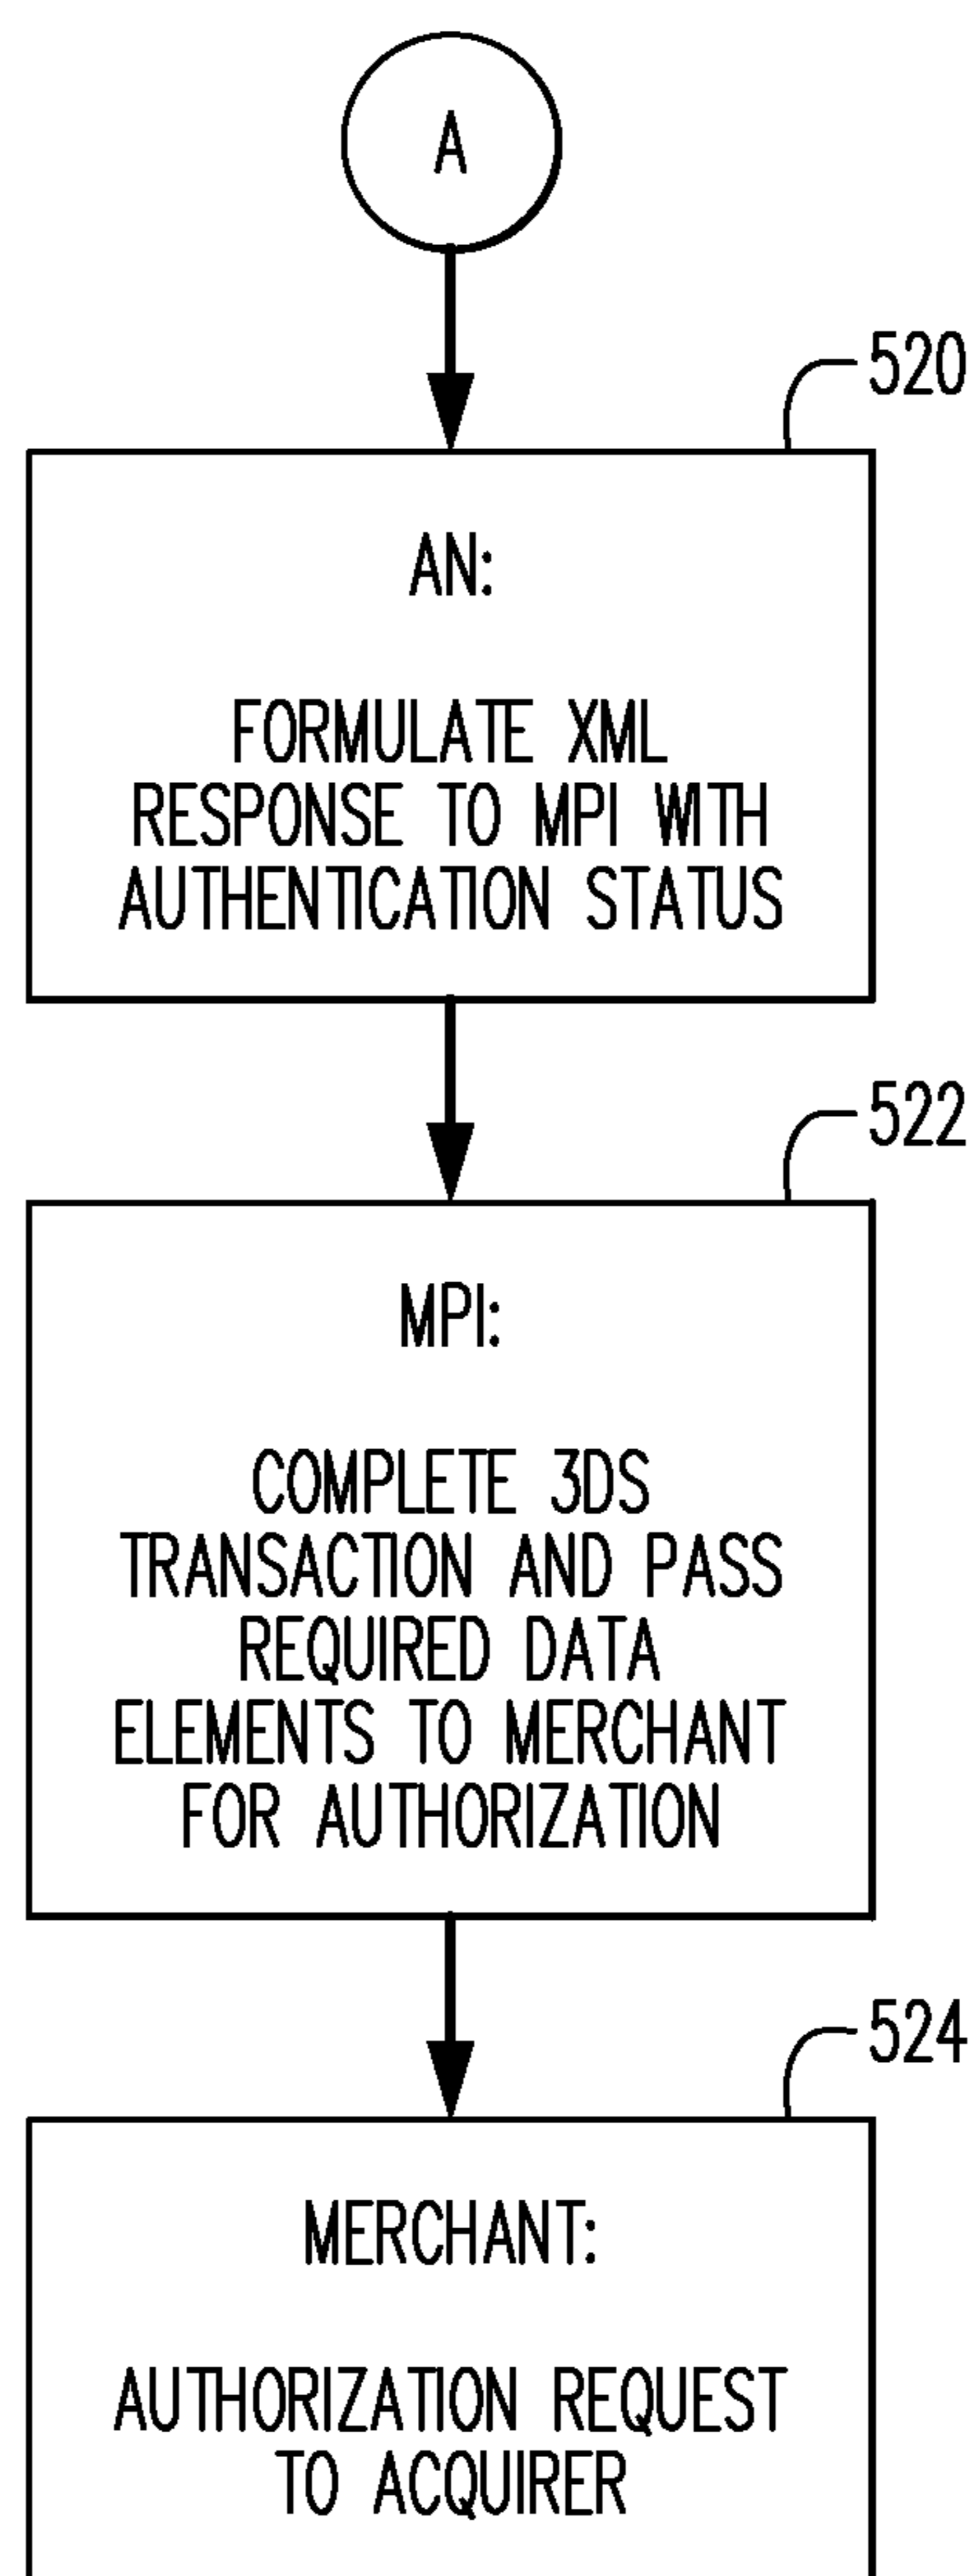 A
520
AN:
FORMULATE XML
RESPONSE TO MPI WITH
AUTHENTICATION STATUS
522
MPI:
COMPLETE 3DS
TRANSACTION AND PASS
REQUIRED DATA
ELEMENTS TO MERCHANT
FOR AUTHORIZATION
524
MERCHANT:
AUTHORIZATION REQUEST
TO ACQUIRER